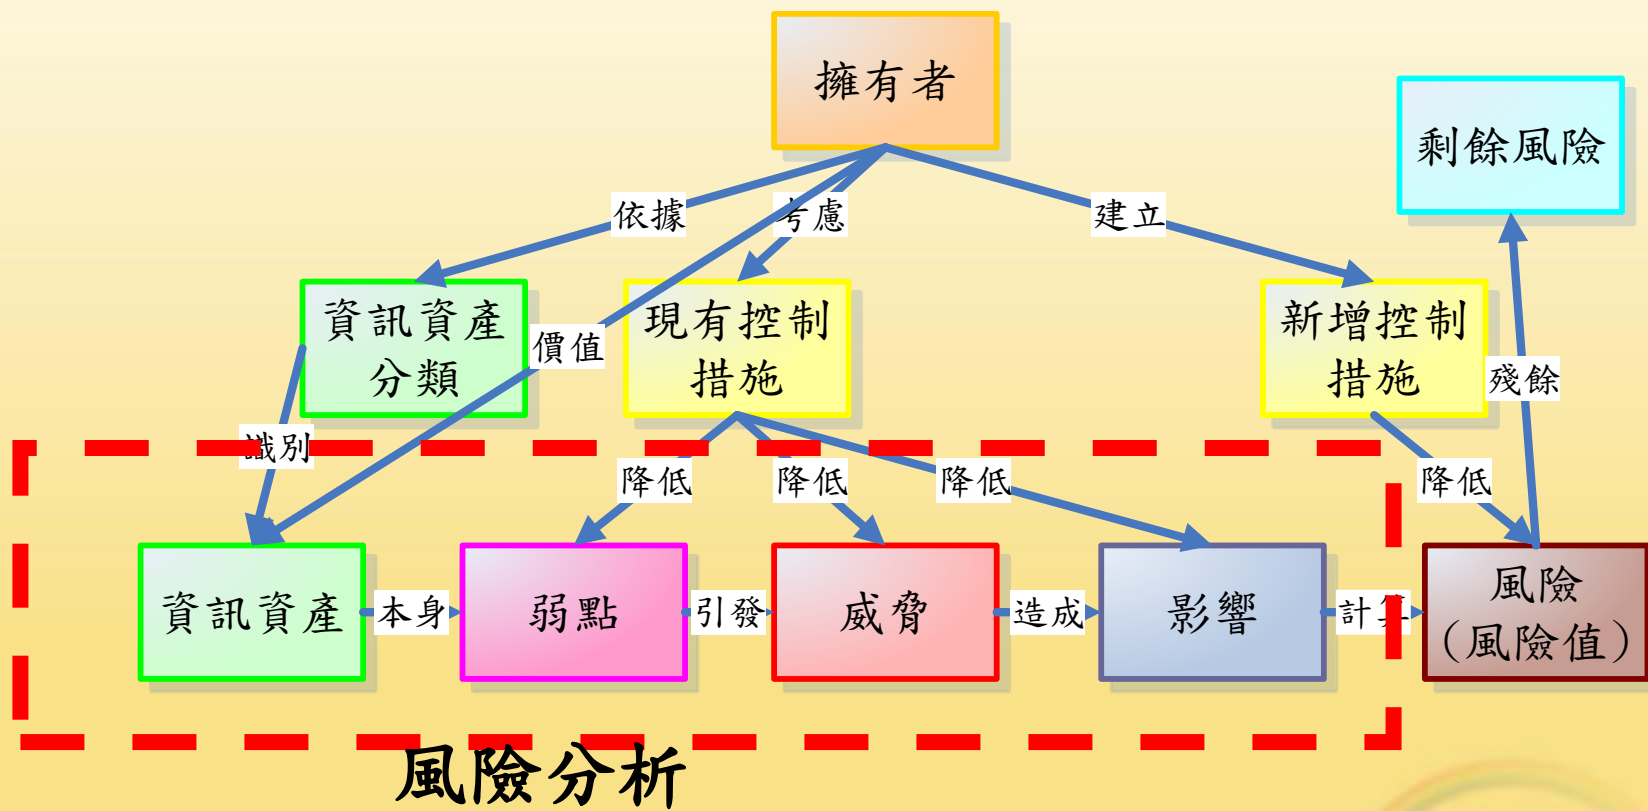 擁有者
剩餘風險
依據
考慮
建立
資訊資產
分類
價值
現有控制
措施
新增控制
措施
殘餘
識別
降低
降低
降低
降低
資訊資產
本身
弱點
引發
威脅
造成
影響
計算
風險
（風險值）
風險分析